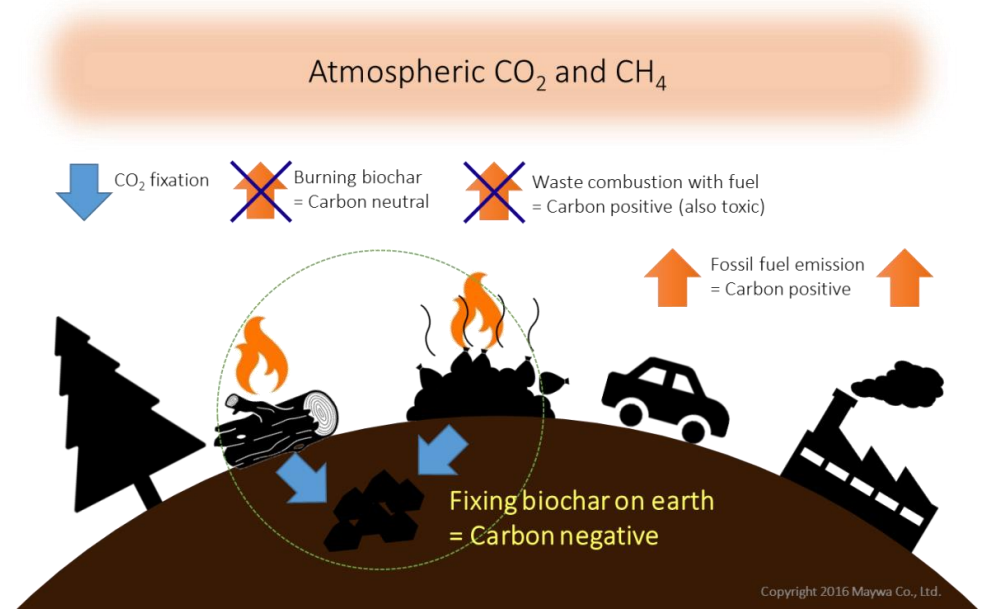 Atmospheric CO₂ and CH₄
CO₂ fixation
Burning biochar
= Carbon neutral
Waste combustion with fuel
= Carbon positive (also toxic)
Fossil fuel emission
= Carbon positive
Fixing biochar on earth
= Carbon negative
Copyright 2016 Maywa Co., Ltd.